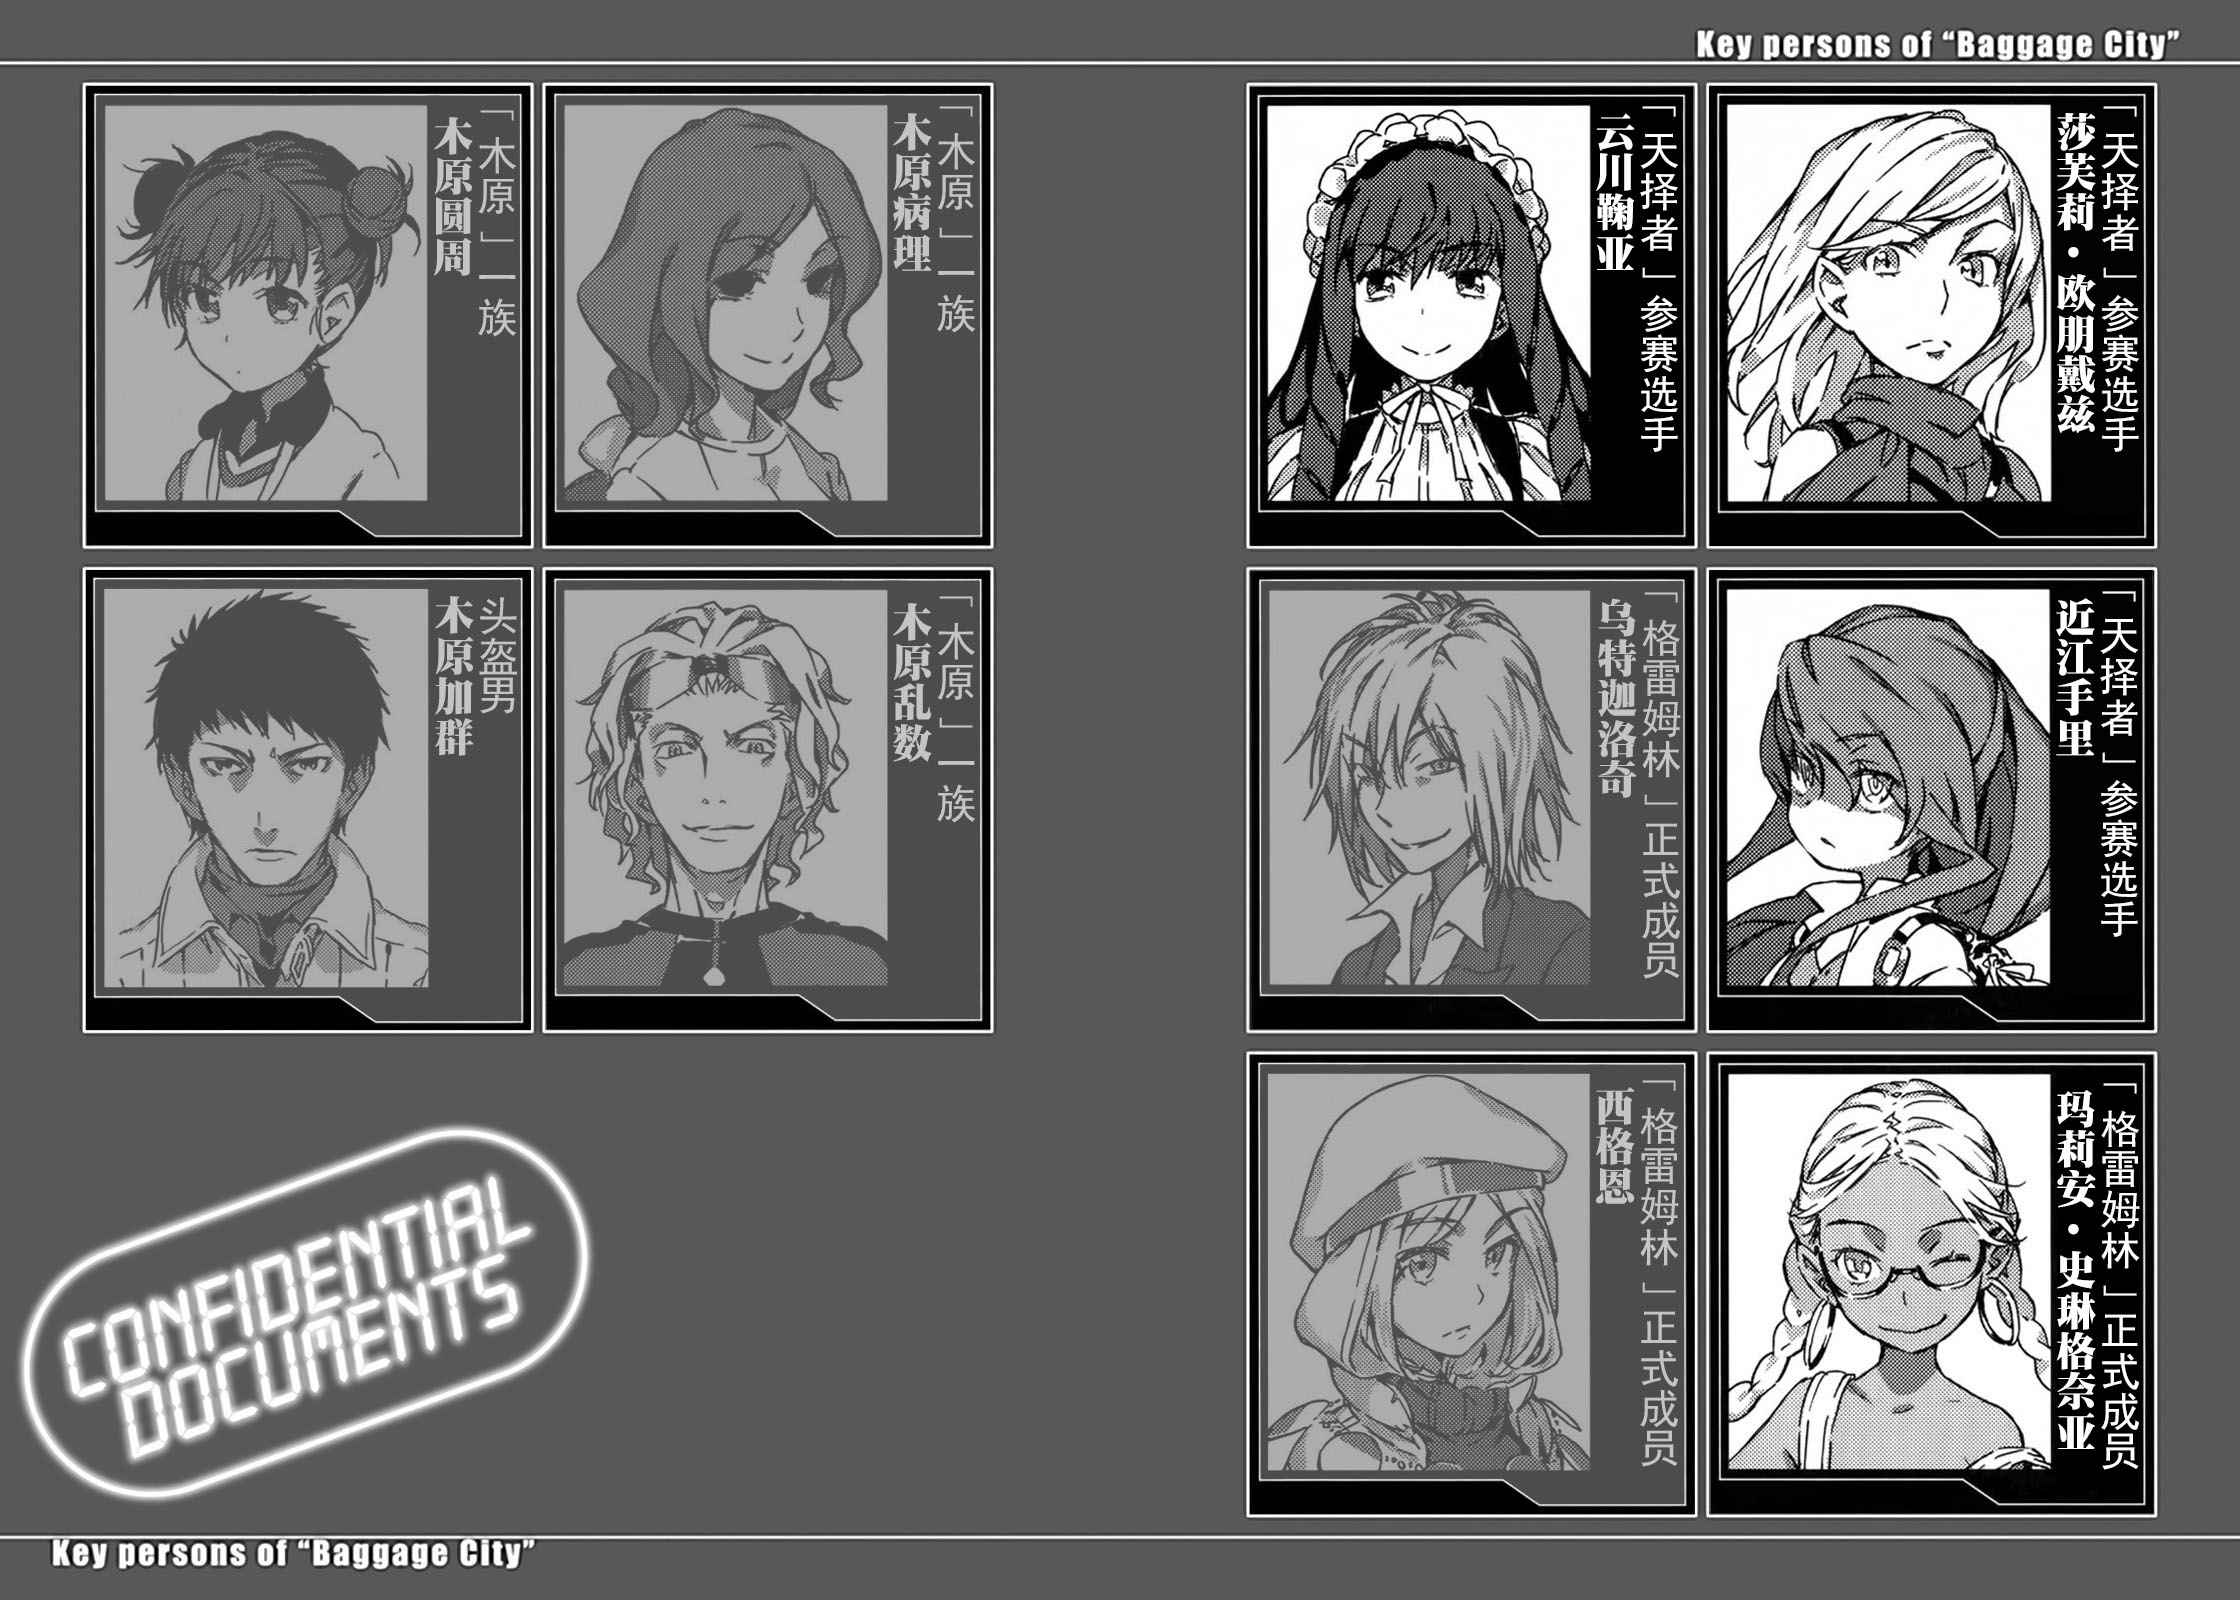 Key persons of “Baggage City”
「天择者」参赛选手
莎芙莉·欧朋戴兹
「天择者」参赛选手
云川鞠亚
「天择者」参赛选手
近江手里
「格雷姆林」正式成员
乌特迦洛奇
「格雷姆林」正式成员
玛莉安·史琳格奈亚
「格雷姆林」正式成员
西格恩
「木原」一族
木原病理
「木原」一族
木原圆周
「木原」一族
木原乱数
头盔男
木原加群
CONFIDENTIAL
DOCUMENTS
Key persons of “Baggage City”